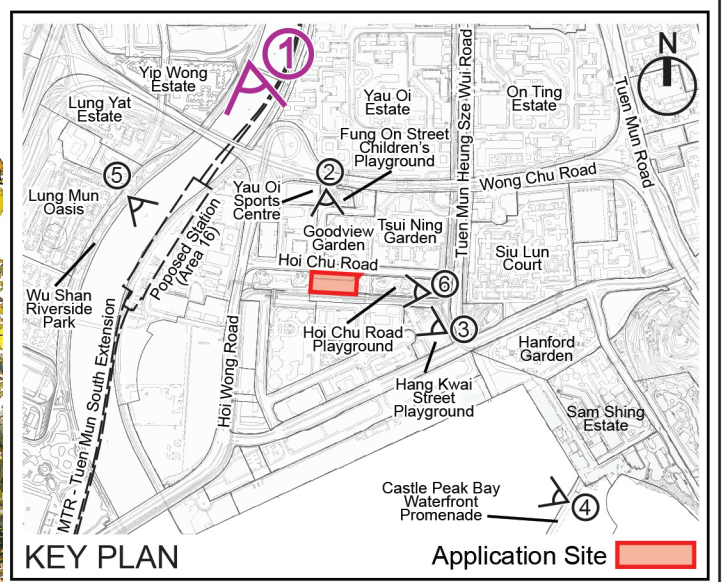 1
N
Yip Wong
Estate
Lung Yat
Estate
Yau Oi
Estate
On Ting
Estate
Tuen Mun Heung Sze Wui Road
Tuen Mun Road
Fung On Street
Children's
Playground
5
2
Wong Chu Road
Lung Mun
Oasis
Yau Oi
Sports
Centre
Goodview
Garden
Tsui Ning
Garden
Poposed Station
(Area 16)
Siu Lun
Court
Hoi Chu Road
6
Wu Shan
Riverside
Park
Hoi Chu Road
Playground
3
Hoi Wong Road
Hanford
Garden
Hang Kwai
Street
Playground
MTR - Tuen Mun South Extension
Sam Shing
Estate
Castle Peak Bay
Waterfront
Promenade
4
KEY PLAN
Application Site